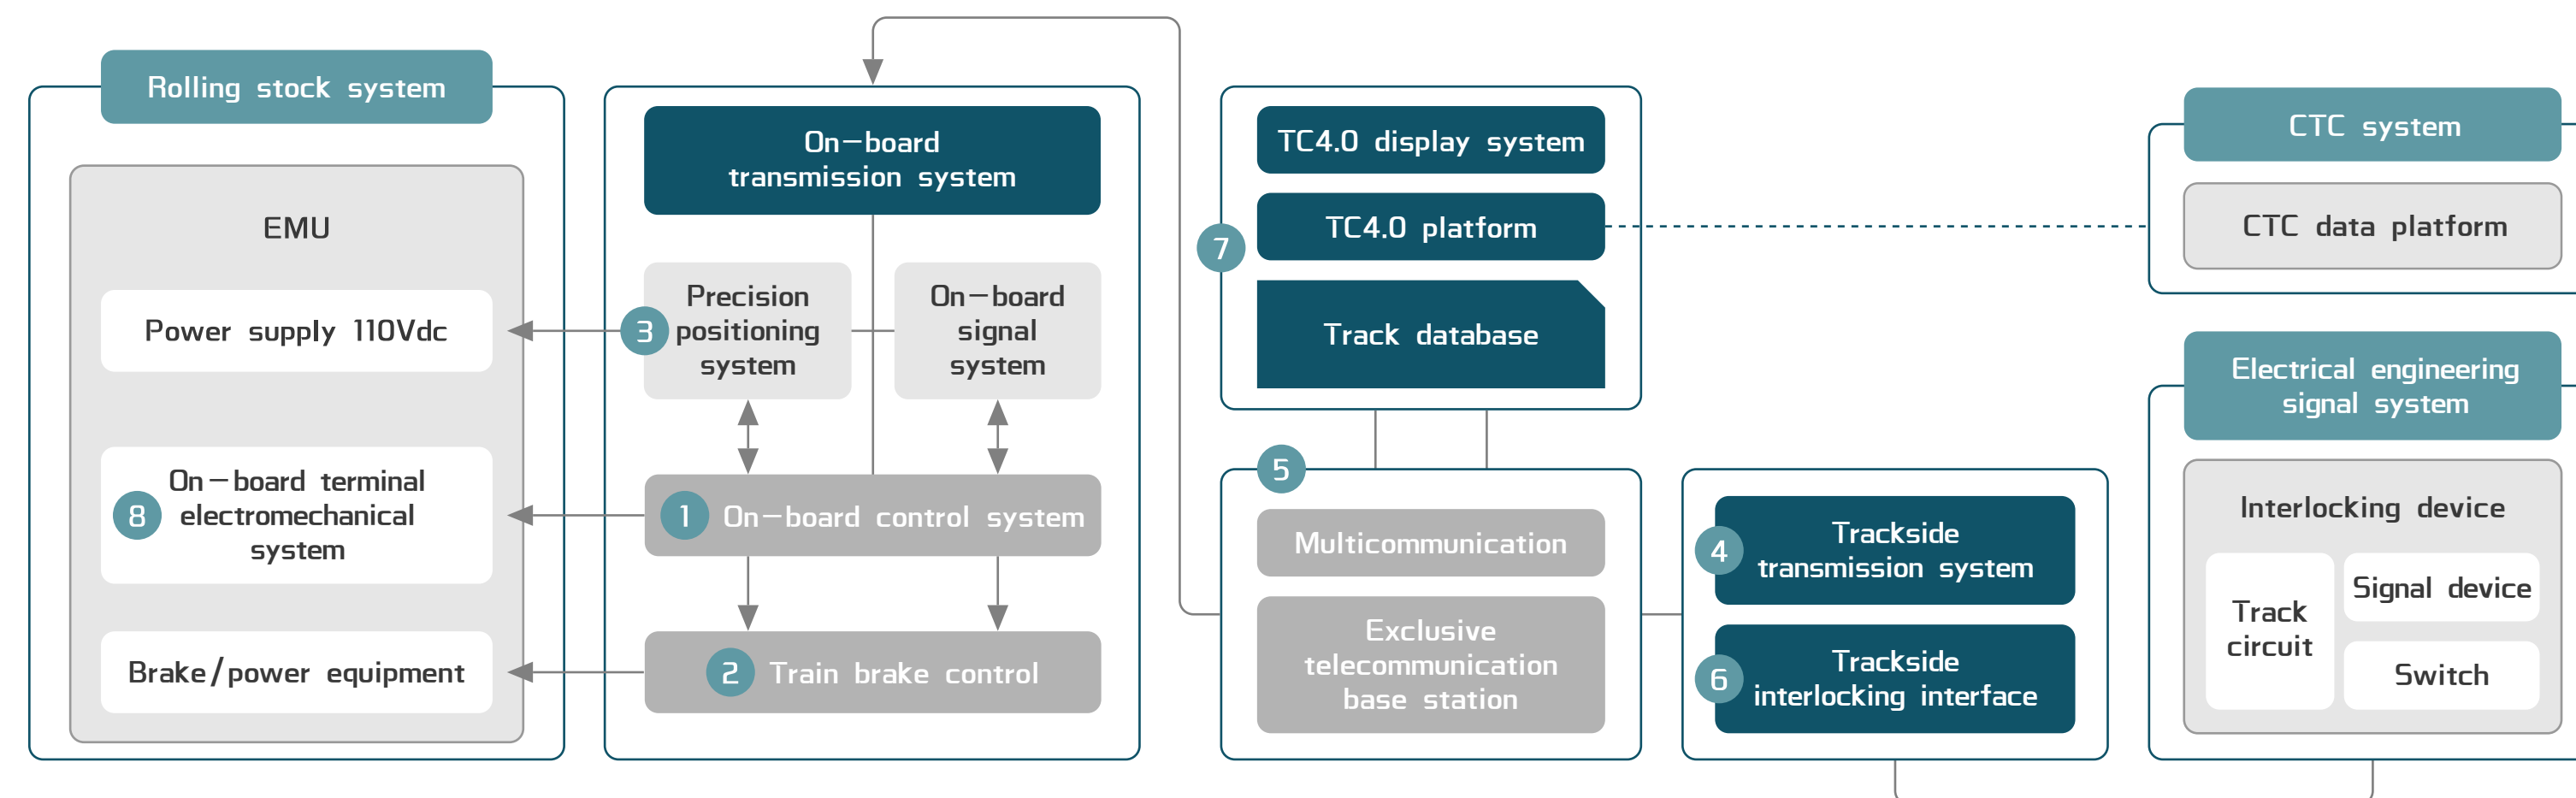 Rolling stock system
EMU
Power supply 110Vdc
8
On-board terminal
electromechanical
system
Brake/power equipment
On-board
transmission system
3
Precision
positioning
system
On-board
signal
system
1
On-board control system
2
Train brake control
7
TC4.0 display system
TC4.0 platform
Track database
5
Multicommunication
Exclusive
telecommunication
base station
4
Trackside
transmission system
6
Trackside
interlocking interface
CTC system
CTC data platform
Electrical engineering
signal system
Interlocking device
Track
circuit
Signal device
Switch